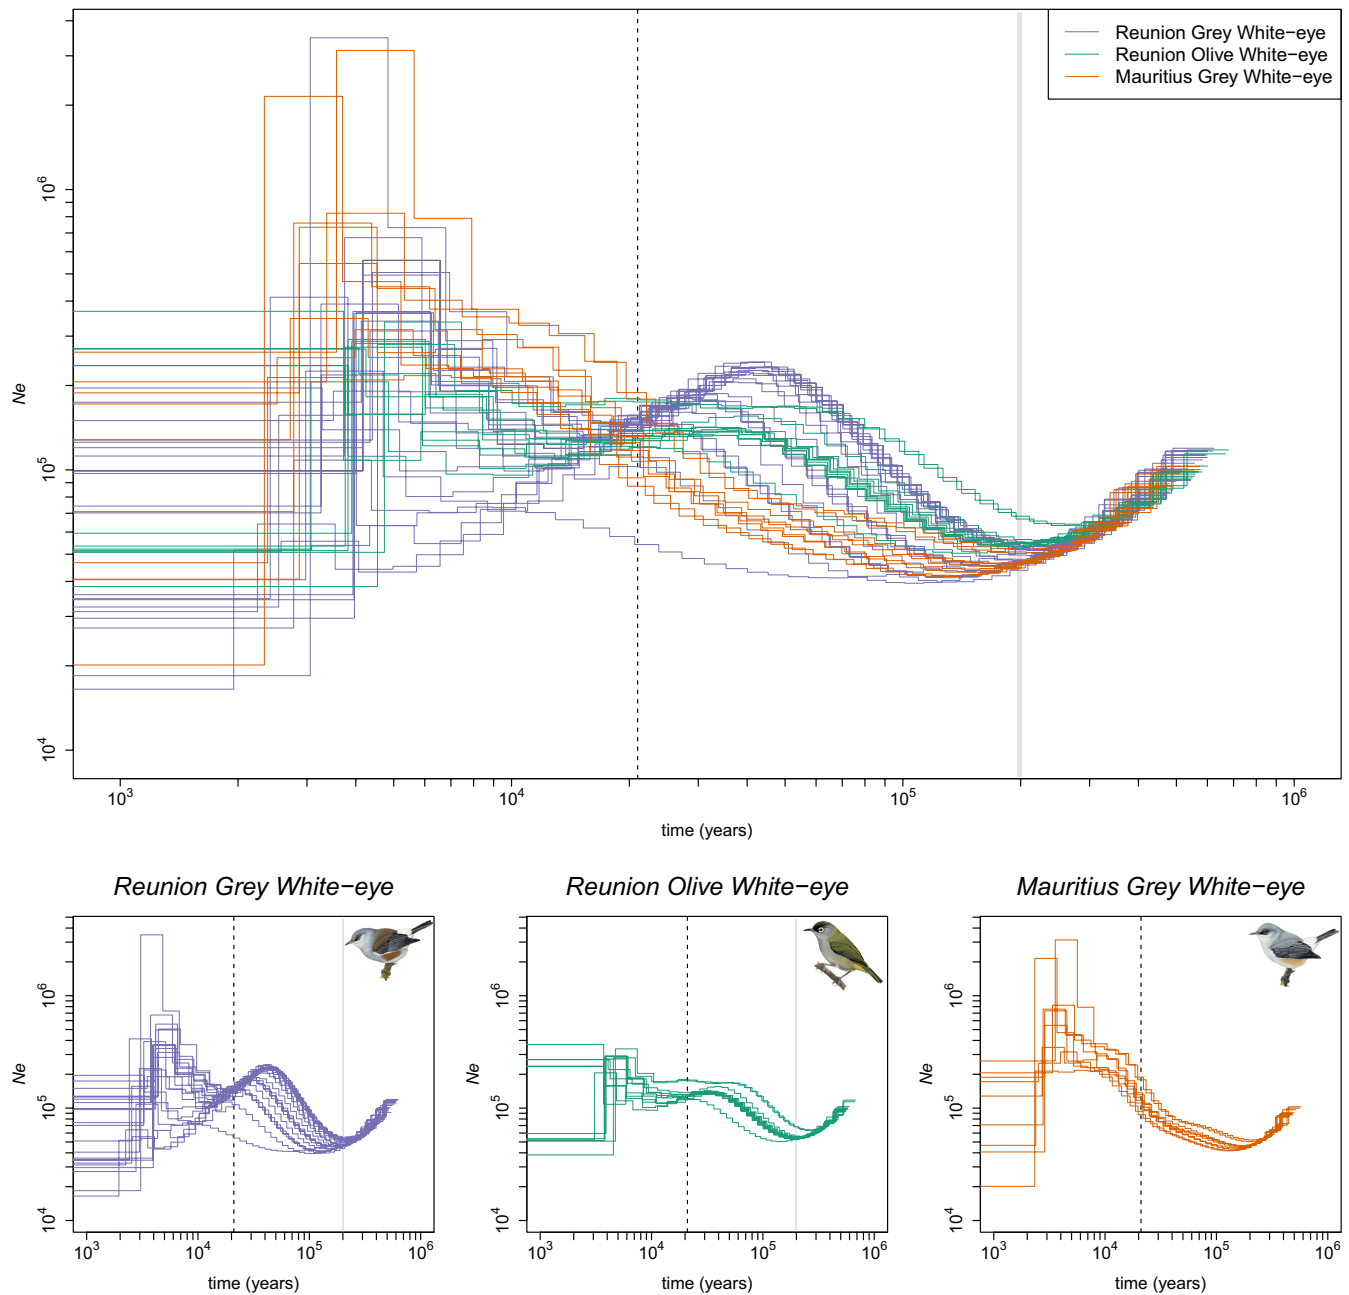 Reunion Grey White-eye
Reunion Olive White-eye
Mauritius Grey White-eye
Ne
10^6
10^5
10^4
10^3 10^4 10^5 10^6
time (years)
Reunion Grey White-eye Reunion Olive White-eye Mauritius Grey White-eye
Ne Ne Ne
10^6 10^6 10^6
10^5 10^5 10^5
10^4 10^4 10^4
10^3 10^4 10^5 10^6 10^3 10^4 10^5 10^6 10^3 10^4 10^5 10^6
time (years) time (years) time (years)